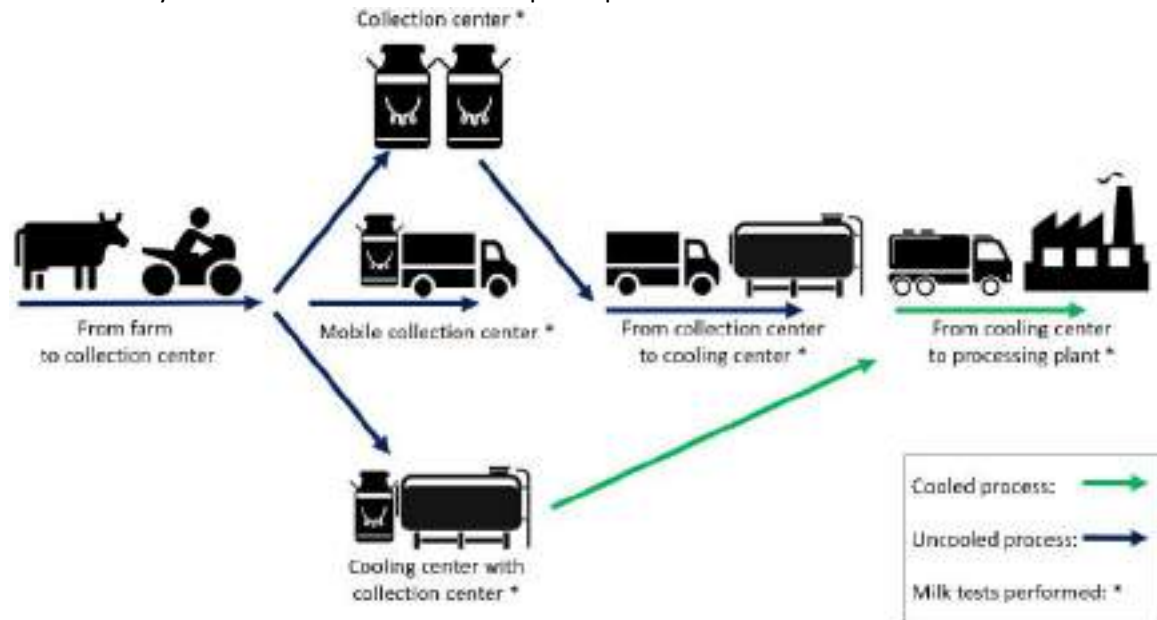 Collection center *
From farm
to collection center
Mobile collection center *
From collection center
to cooling center *
From cooling center
to processing plant *
Cooling center with
collection center *
Cooled process:
Uncooled process:
Milk tests performed: *